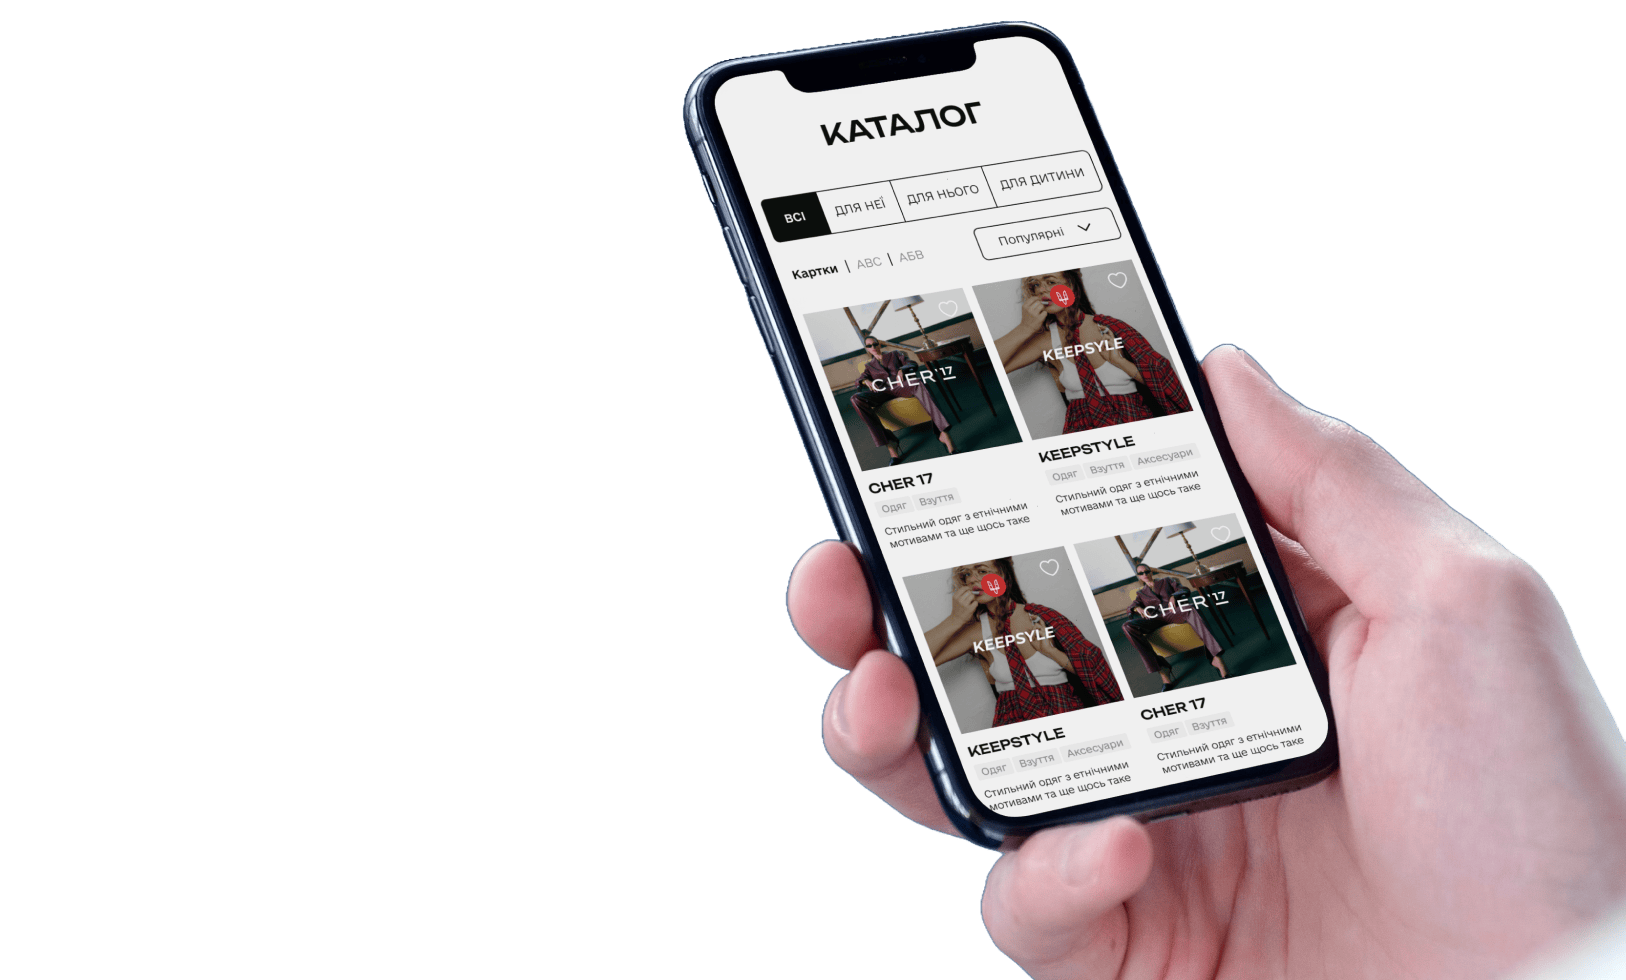 КАТАЛОГ
ВСІ ДЛЯ НЕЇ ДЛЯ НЬОГО ДЛЯ ДИТИНИ
Популярні
Картки | ABC | АБВ
CHER'17
KEEPSYLE
CHER 17
Одяг Взуття
Стильний одяг з етнічними
мотивами та ще щось таке
KEEPSTYLE
Одяг Взуття Аксесуари
Стильний одяг з етнічними
мотивами та ще щось таке
KEEPSYLE
CHER'17
KEEPSTYLE
Одяг Взуття Аксесуари
Стильний одяг з етнічними
мотивами та ще щось таке
CHER 17
Одяг Взуття
Стильний одяг з етнічними
мотивами та ще щось таке